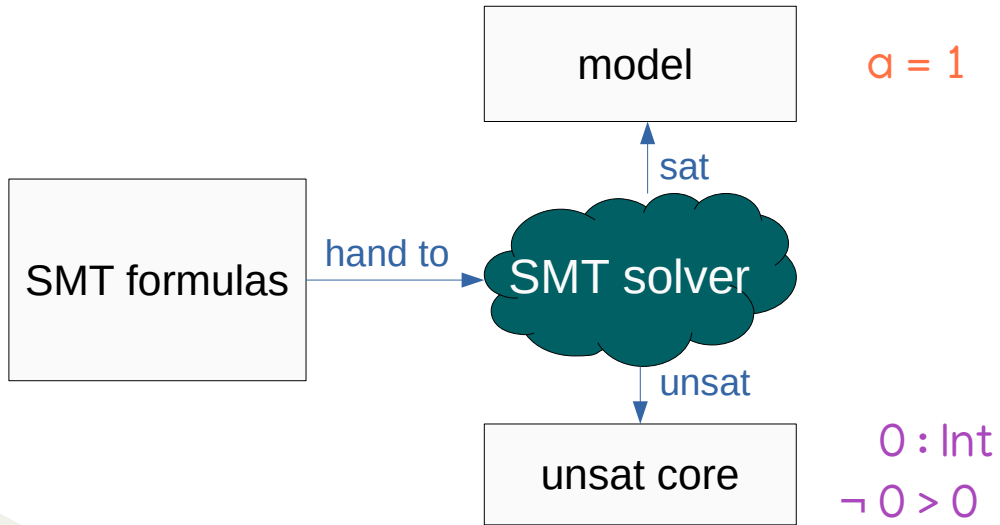 model
a = 1
sat
SMT formulas
hand to
SMT solver
unsat
unsat core
0 : Int
¬ 0 > 0